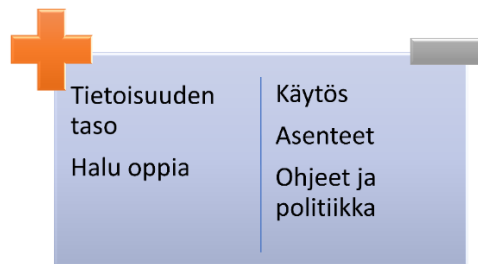 Tietoisuuden
taso
Halu oppia
Käytös
Asenteet
Ohjeet ja
politiikka